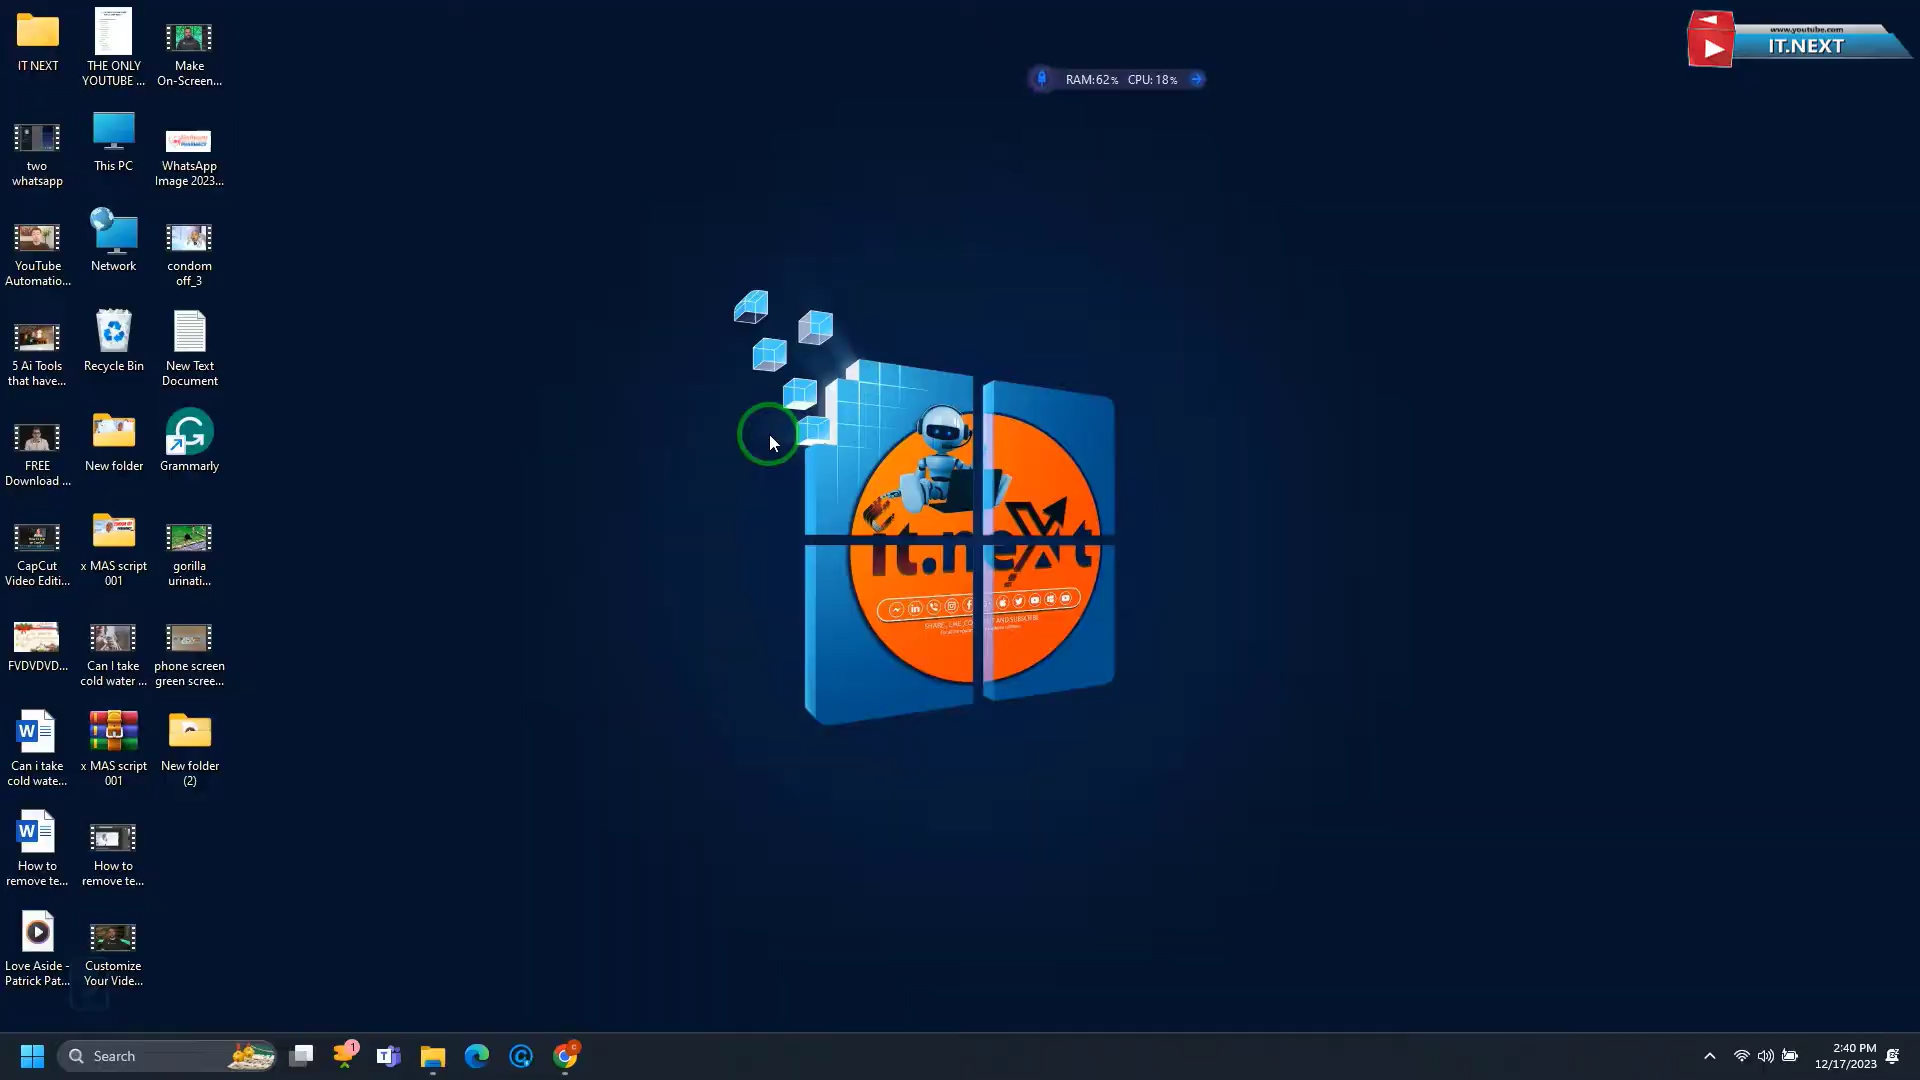 IT NEXT
THE ONLY
YOUTUBE ...
Make
On-Screen...
RAM:62% CPU: 18%
www.youtube.com
IT.NEXT
two
whatsapp
This PC
WhatsApp
Image 2023...
YouTube
Automatio...
Network
condom
off_3
5 Ai Tools
that have...
Recycle Bin
New Text
Document
FREE
Download ...
New folder
Grammarly
CapCut
Video Editi...
x MAS script
001
gorilla
urinati...
it.next
FVDVDVD...
Can I take
cold water ...
phone screen
green scree...
Can i take
cold wate...
x MAS script
001
New folder
(2)
How to
remove te...
How to
remove te...
Love Aside -
Patrick Pat...
Customize
Your Vide...
Search
1
2:40 PM
12/17/2023